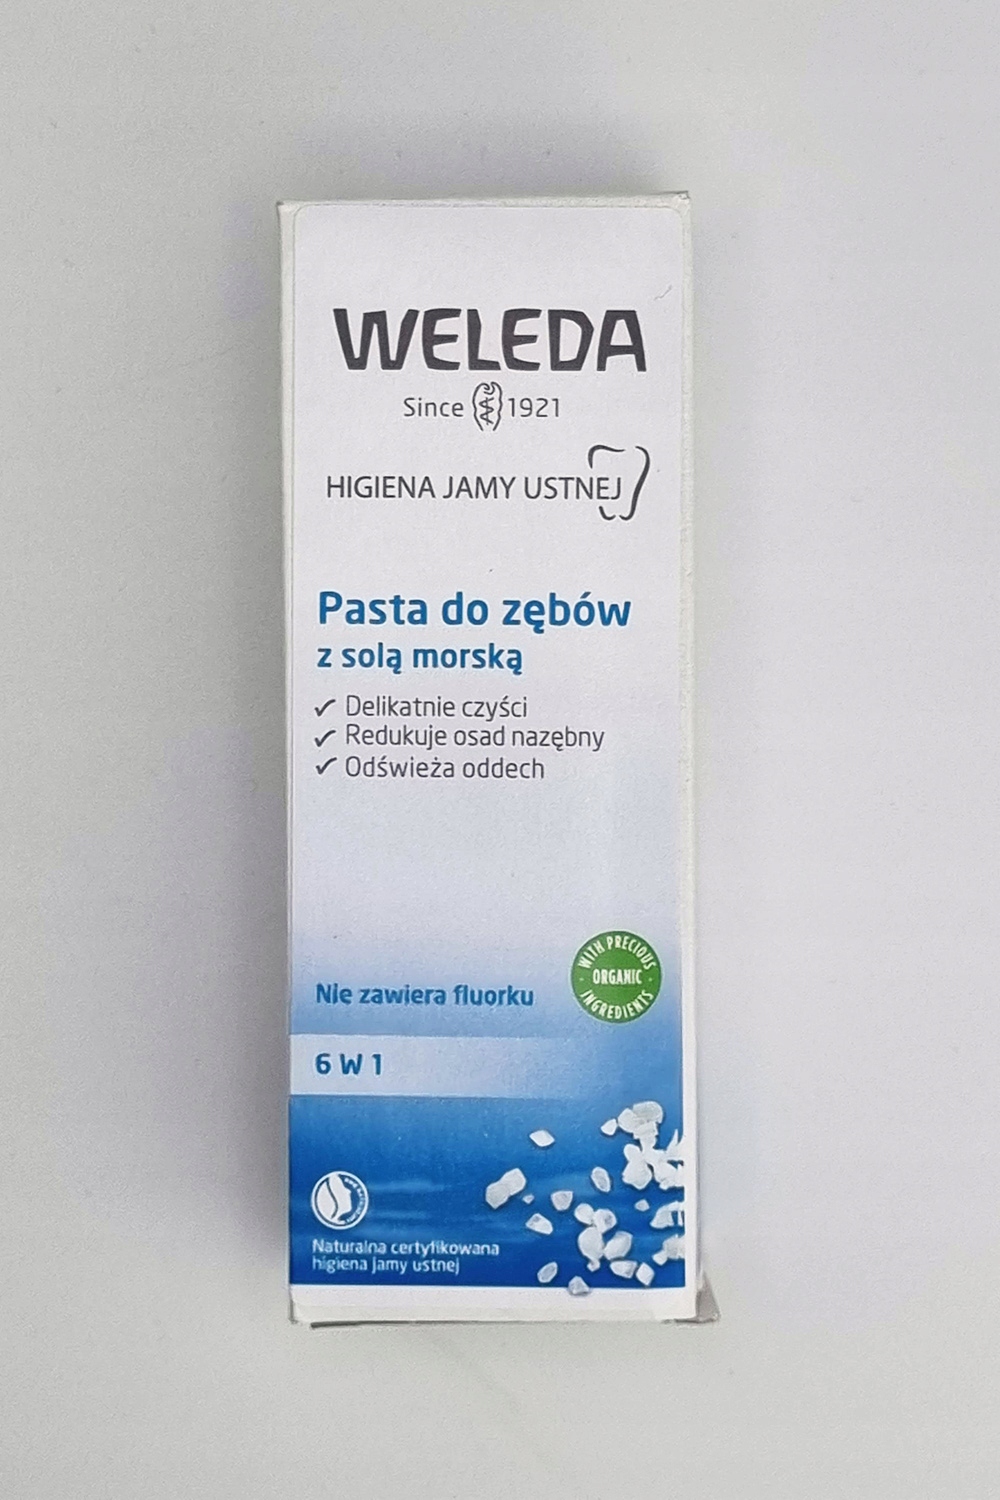 WELEDA
Since 1921
HIGIENA JAMY USTNEJ
Pasta do zębów
z solą morską
✓ Delikatnie czyści
✓ Redukuje osad nazębny
✓ Odświeża oddech
WITH PRECIOUS
ORGANIC
INGREDIENTS
Nie zawiera fluorku
6 W 1
Naturalna certyfikowana
higiena jamy ustnej